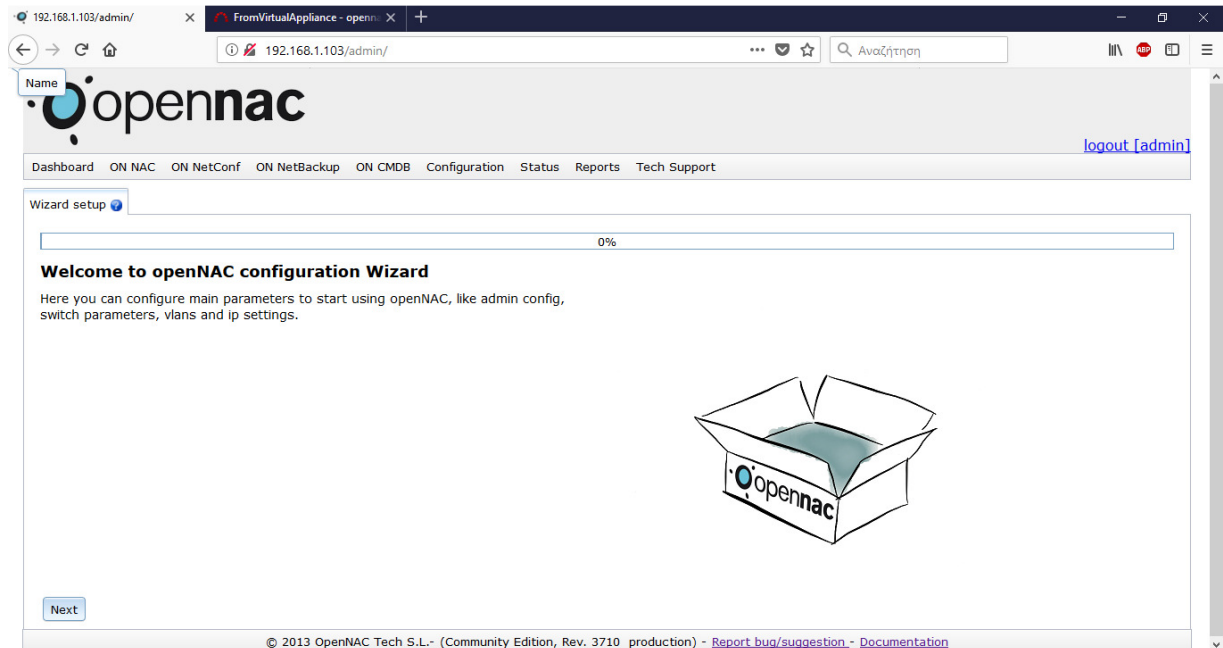 192.168.1.103/admin/
FromVirtualAppliance - openna
192.168.1.103/admin/
Αναζήτηση
ABP
Name
opennac
logout [admin]
Dashboard ON NAC ON NetConf ON NetBackup ON CMDB Configuration Status Reports Tech Support
Wizard setup ?
0%
Welcome to openNAC configuration Wizard
Here you can configure main parameters to start using openNAC, like admin config,
switch parameters, vlans and ip settings.
opennac
Next
© 2013 OpenNAC Tech S.L.- (Community Edition, Rev. 3710 production) - Report bug/suggestion - Documentation